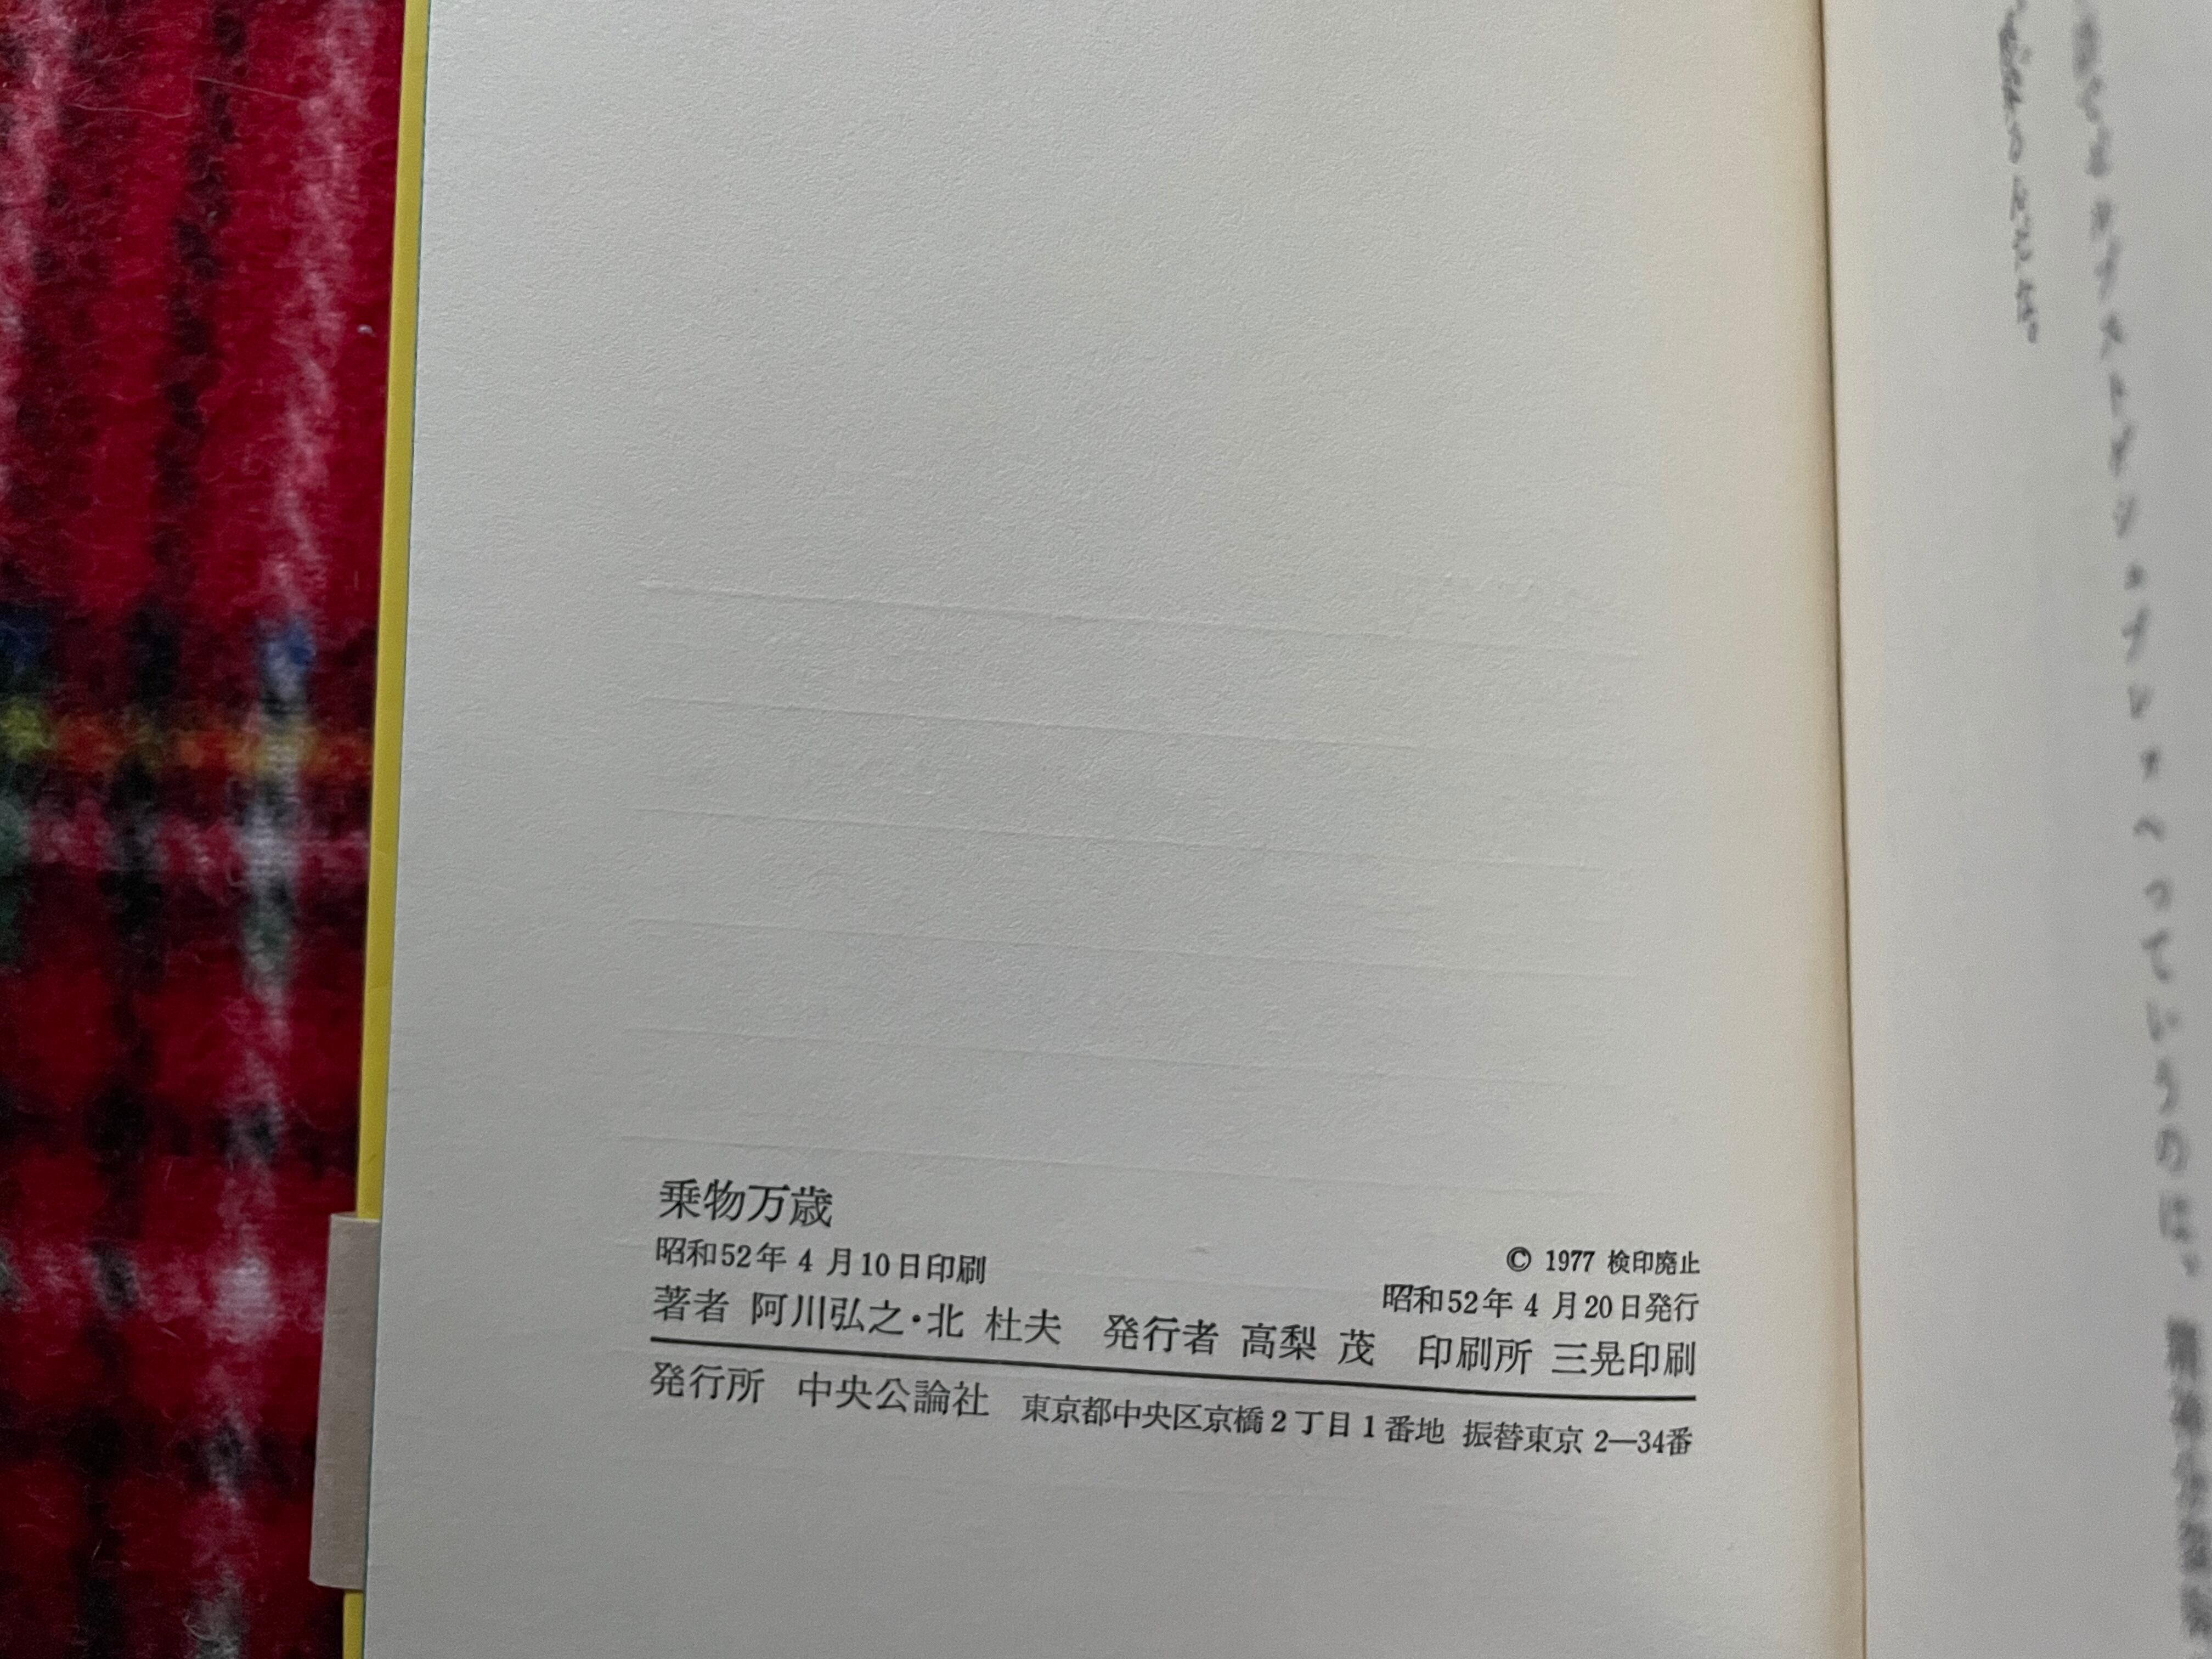 乗物万歳
© 1977 検印廃止
昭和52年 4 月10日印刷
昭和52年 4 月20日発行
著者 阿川弘之・北 杜夫 発行者 高梨 茂 印刷所 三晃印刷
発行所 中央公論社 東京都中央区京橋2丁目1番地 振替東京 2—34番